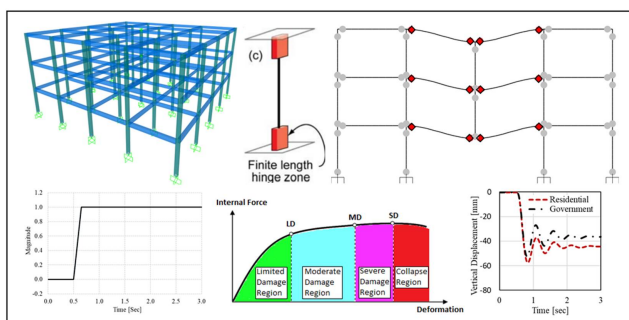 (c)
Finite length
hinge zone
1.2
1.0
0.8
0.6
0.4
0.2
0.0
-0.2
Magnitude
0.0 0.5 1.0 1.5 2.0 2.5 3.0
Time [Sec]
Internal Force
LD MD SD
Limited Damage Region
Moderate Damage Region
Severe Damage Region
Collapse Region
Deformation
Vertical Displacement [mm]
0
-20
-40
-60
-80
Residential
Government
0 1 2 3
Time [Sec]